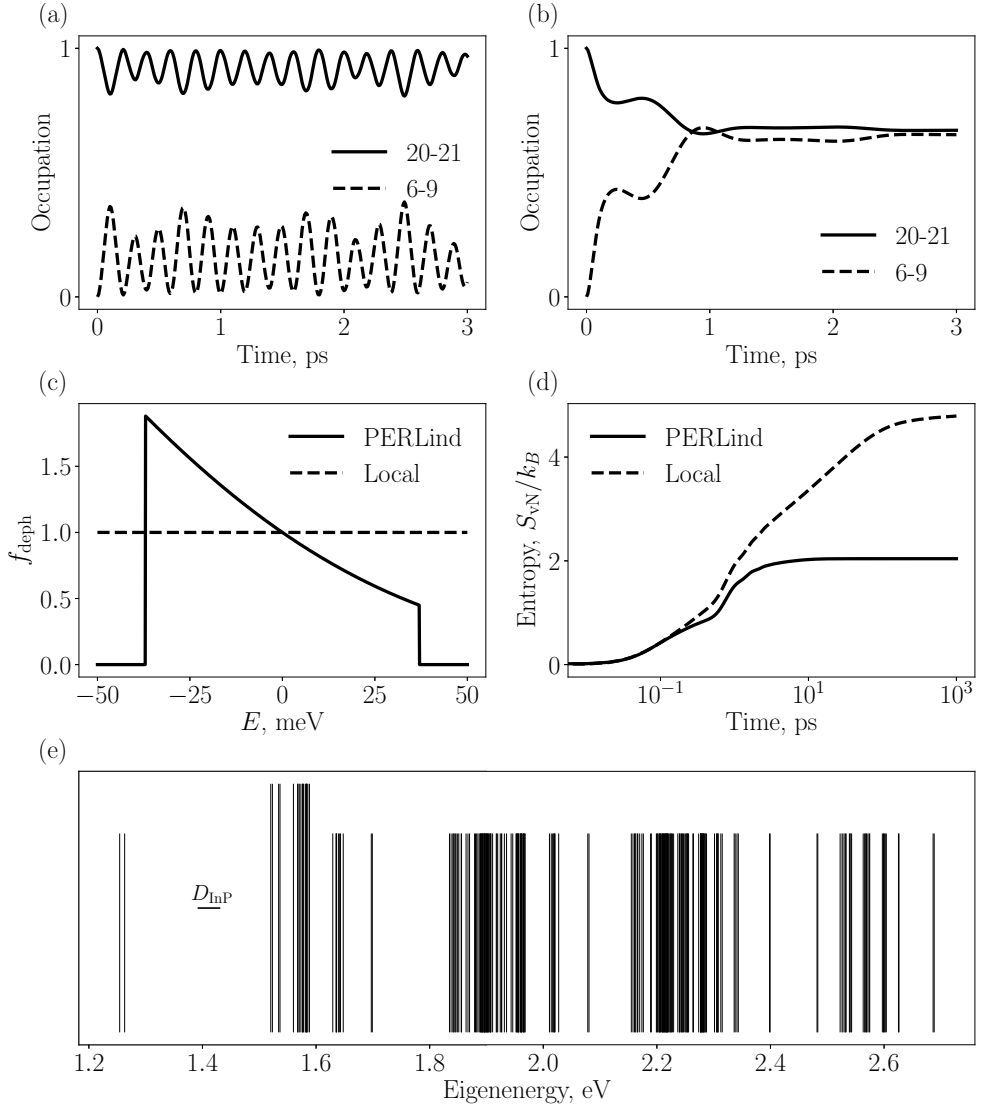 (a)
1
Occupation
20-21
6-9
0
0 1 2 3
Time, ps
(b)
1
Occupation
20-21
6-9
0
0 1 2 3
Time, ps
(c)
f_deph
PERLind
Local
1.5
1.0
0.5
0.0
−50 −25 0 25 50
E, meV
(d)
Entropy, S_vN/k_B
PERLind
Local
4
2
0
10^−1 10^1 10^3
Time, ps
(e)
D_InP
1.2 1.4 1.6 1.8 2.0 2.2 2.4 2.6
Eigenenergy, eV